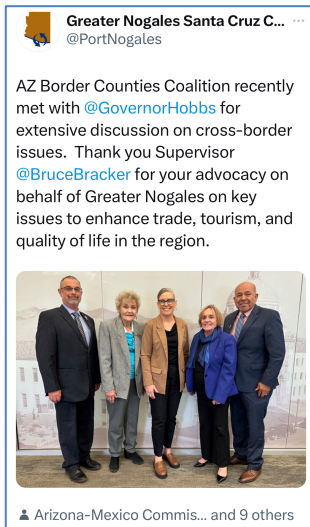 Greater Nogales Santa Cruz C...
@PortNogales
AZ Border Counties Coalition recently
met with @GovernorHobbs for
extensive discussion on cross-border
issues.  Thank you Supervisor
@BruceBracker for your advocacy on
behalf of Greater Nogales on key
issues to enhance trade, tourism, and
quality of life in the region.
Arizona-Mexico Commis... and 9 others